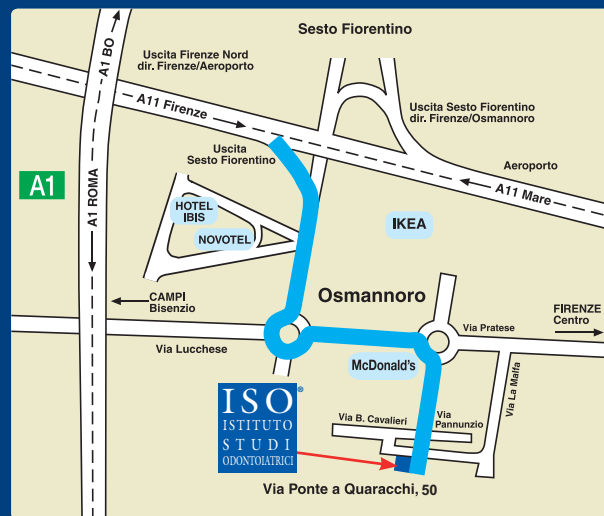 Sesto Fiorentino
A1 BO
Uscita Firenze Nord
dir. Firenze/Aeroporto
A11 Firenze
Uscita Sesto Fiorentino
dir. Firenze/Osmannoro
Uscita
Sesto Fiorentino
Aeroporto
A11 Mare
A1
A1 ROMA
HOTEL
IBIS
NOVOTEL
IKEA
CAMPI
Bisenzio
Osmannoro
FIRENZE
Centro
Via Pratese
Via Lucchese
McDonald's
Via La Malfa
ISO®
ISTITUTO
STUDI
ODONTOIATRICI
Via B. Cavalieri
Via
Pannunzio
Via Ponte a Quaracchi, 50